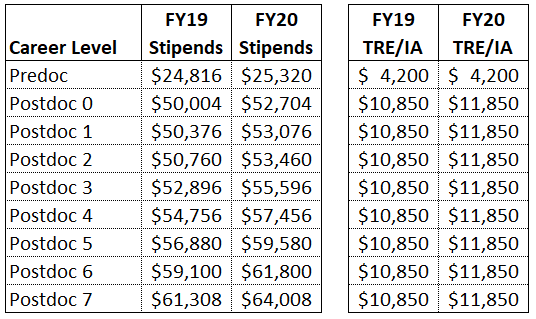 FY19 FY20 FY19 FY20
Career Level Stipends Stipends TRE/IA TRE/IA
Predoc $24,816 $25,320 $ 4,200 $ 4,200
Postdoc 0 $50,004 $52,704 $10,850 $11,850
Postdoc 1 $50,376 $53,076 $10,850 $11,850
Postdoc 2 $50,760 $53,460 $10,850 $11,850
Postdoc 3 $52,896 $55,596 $10,850 $11,850
Postdoc 4 $54,756 $57,456 $10,850 $11,850
Postdoc 5 $56,880 $59,580 $10,850 $11,850
Postdoc 6 $59,100 $61,800 $10,850 $11,850
Postdoc 7 $61,308 $64,008 $10,850 $11,850